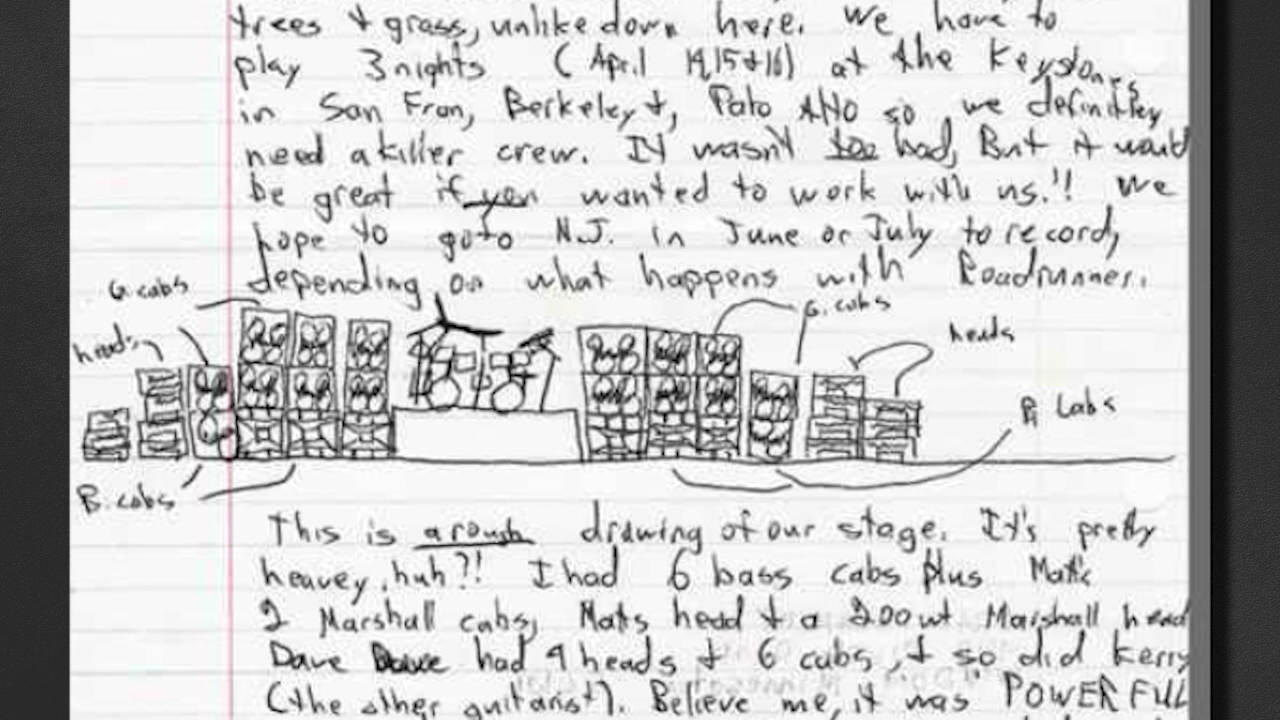 trees & grass, unlike down here. We have to
play 3 nights (April 14, 15 & 16) at the Keystones
in San Fran, Berkeley &, Palo Alto so we definitley
need a killer crew. It wasn't too bad, But it would
be great if you wanted to work with us.!! We
hope to go to N.J. in June or July to record,
depending on what happens with Roadrunner.
G. cabs
G. cabs
heads
heads
B. cabs
B. cabs
This is a rough drawing of our stage. It's pretty
heavey, huh?! I had 6 bass cabs plus Mat's
2 Marshall cabs, Mats head & a 200 wt Marshall head
Dave had 4 heads & 6 cabs, & so did Kerry
(the other guitarist). Believe me, it was POWER FULL